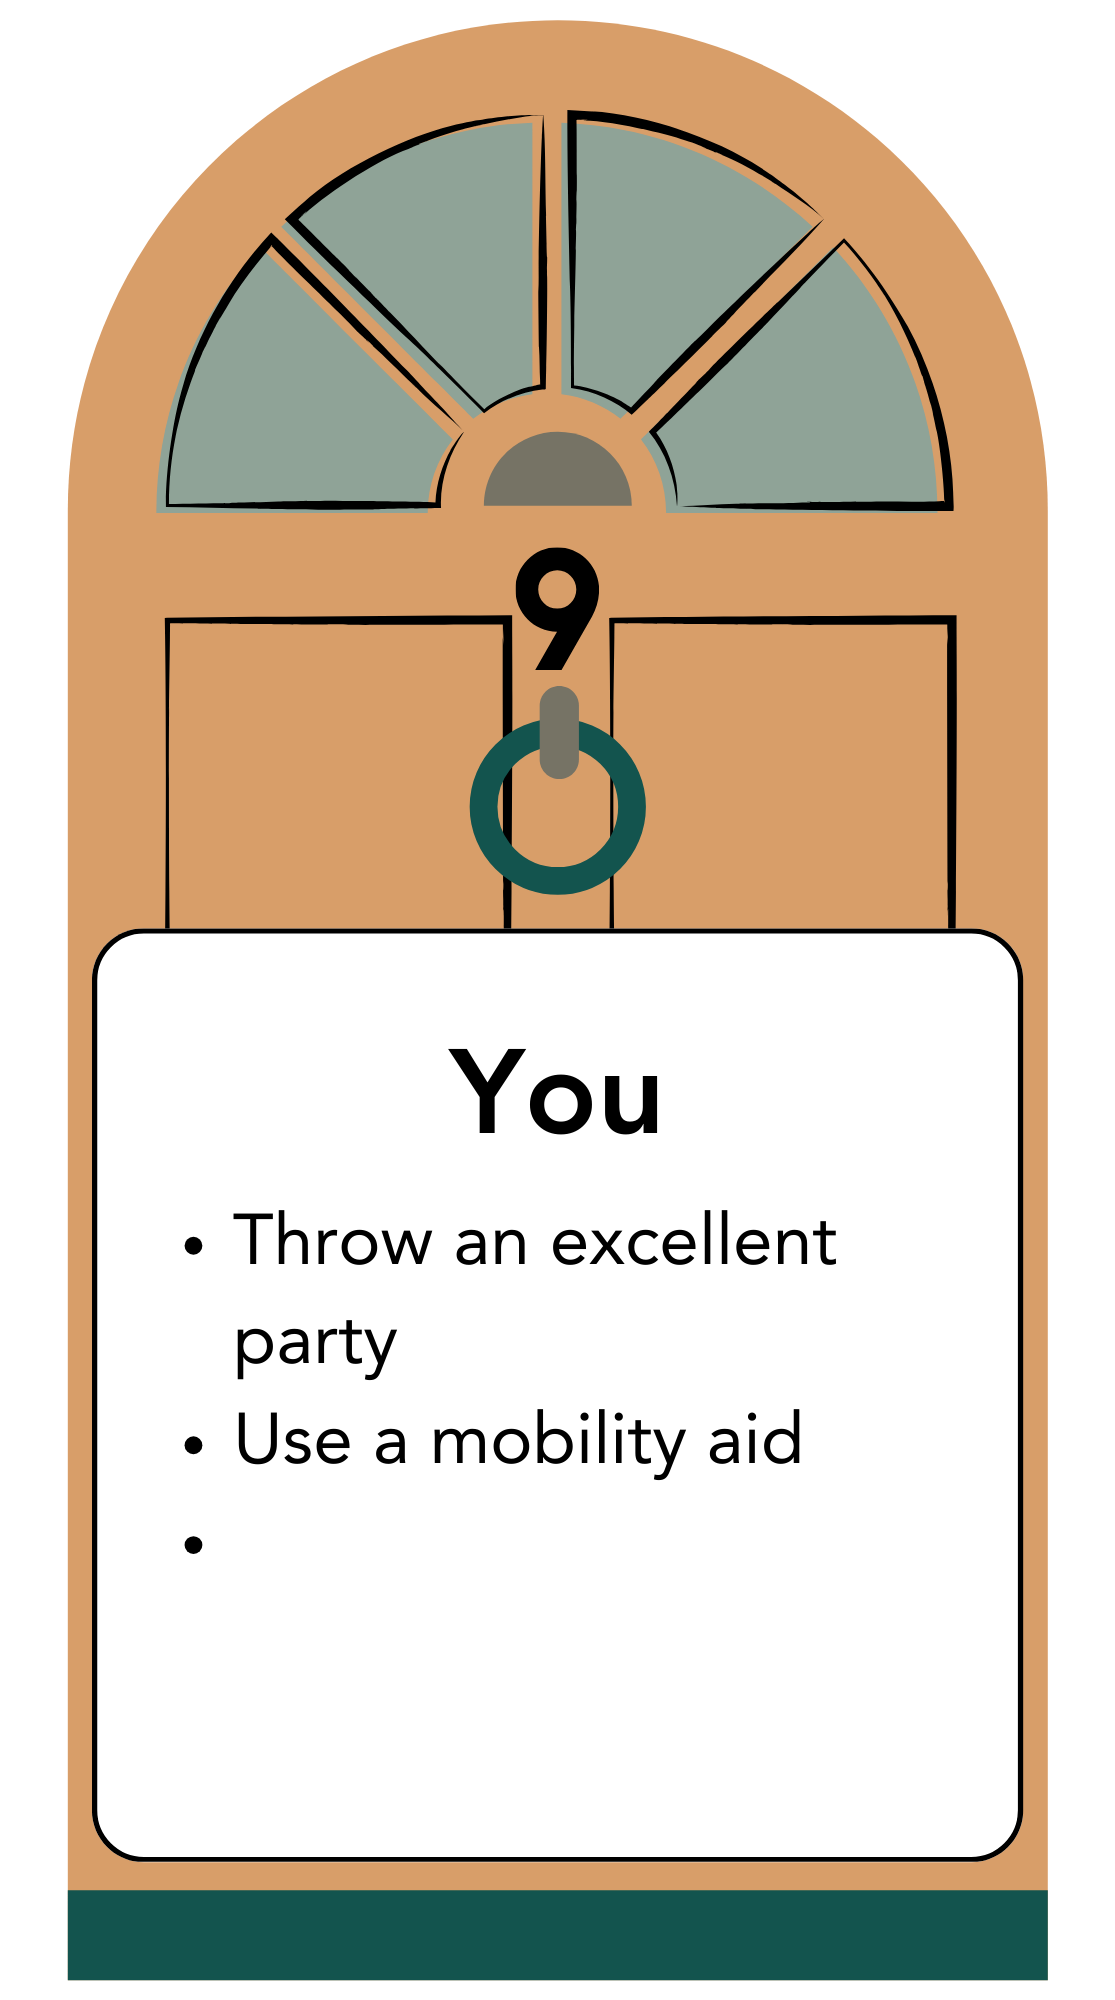 9
You
• Throw an excellent
party
• Use a mobility aid
•